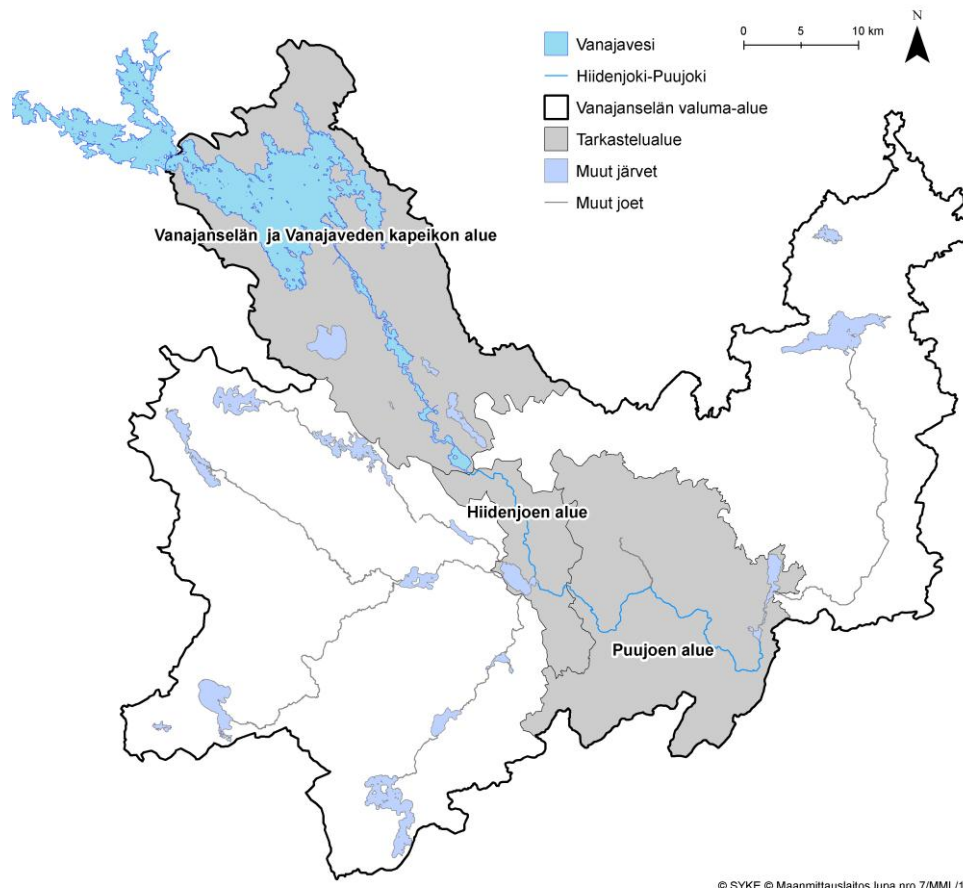 N
0 5 10 km
Vanajavesi
Hiidenjoki-Puujoki
Vanajanselän valuma-alue
Tarkastelualue
Muut järvet
Muut joet
Vanajanselän ja Vanajaveden kapeikon alue
Hiidenjoen alue
Puujoen alue
© SYKE © Maanmittauslaitos lupa nro 7/MML/1